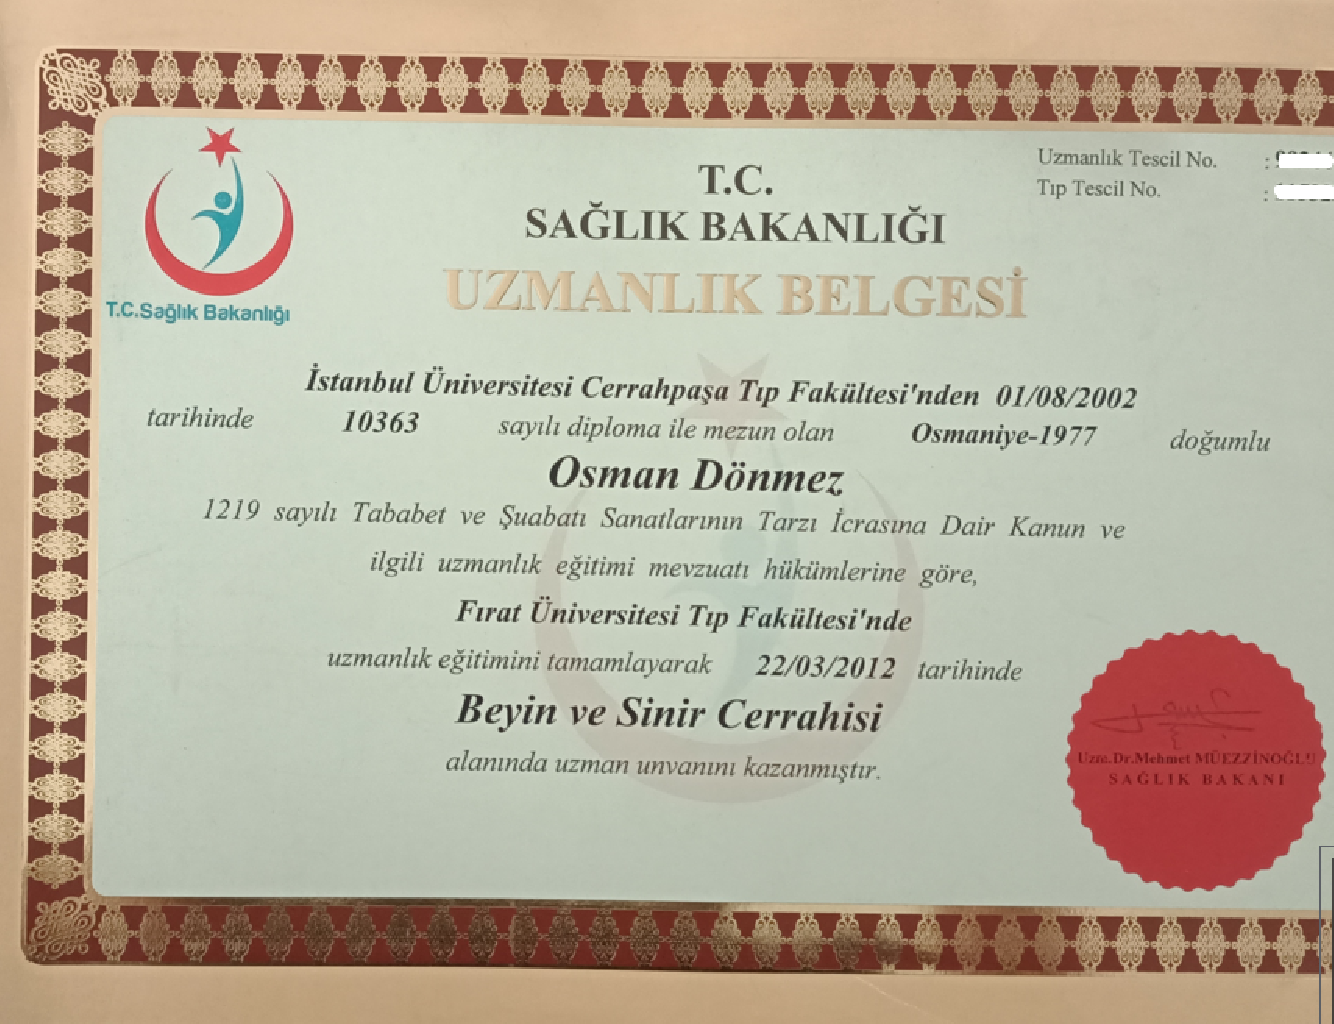 T.C.Sağlık Bakanlığı
Uzmanlık Tescil No. :
Tıp Tescil No. :
T.C.
SAĞLIK BAKANLIĞI
UZMANLIK BELGESİ
İstanbul Üniversitesi Cerrahpaşa Tıp Fakültesi'nden 01/08/2002
tarihinde 10363 sayılı diploma ile mezun olan Osmaniye-1977 doğumlu
Osman Dönmez
1219 sayılı Tababet ve Şuabatı Sanatlarının Tarzı İcrasına Dair Kanun ve
ilgili uzmanlık eğitimi mevzuatı hükümlerine göre,
Fırat Üniversitesi Tıp Fakültesi'nde
uzmanlık eğitimini tamamlayarak 22/03/2012 tarihinde
Beyin ve Sinir Cerrahisi
alanında uzman unvanını kazanmıştır.
Uzm.Dr.Mehmet MÜEZZİNOĞLU
SAĞLIK BAKANI